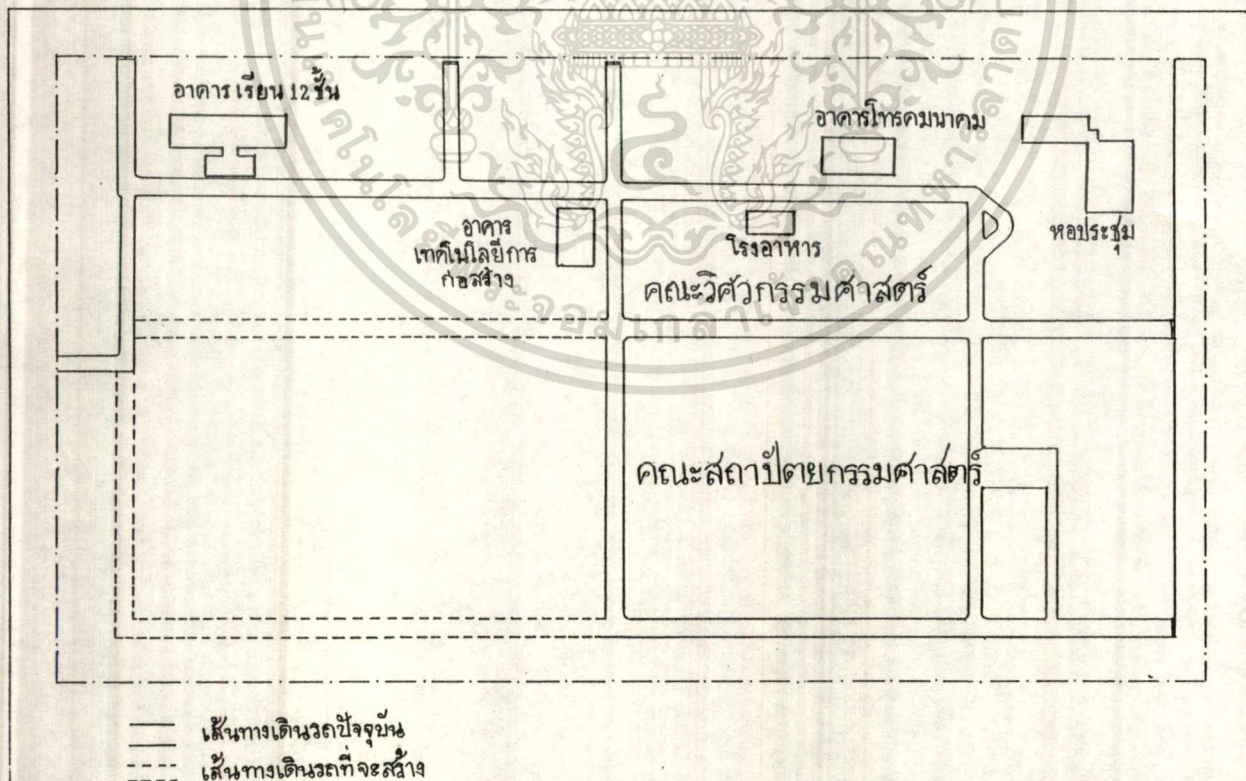 อาคารเรียน 12 ชั้น
อาคารโทรคมนาคม
หอประชุม
อาคาร
เทคโนโลยีการ
ก่อสร้าง
โรงอาหาร
คณะวิศวกรรมศาสตร์
คณะสถาปัตยกรรมศาสตร์
เส้นทางเดินรถปัจจุบัน
เส้นทางเดินรถที่จะสร้าง